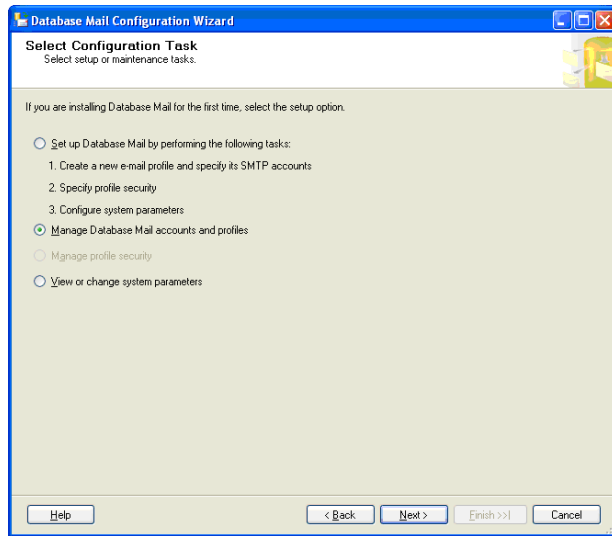 Database Mail Configuration Wizard
Select Configuration Task
Select setup or maintenance tasks.
If you are installing Database Mail for the first time, select the setup option.
Set up Database Mail by performing the following tasks:
1. Create a new e-mail profile and specify its SMTP accounts
2. Specify profile security
3. Configure system parameters
Manage Database Mail accounts and profiles
Manage profile security
View or change system parameters
Help
< Back
Next >
Finish >>|
Cancel